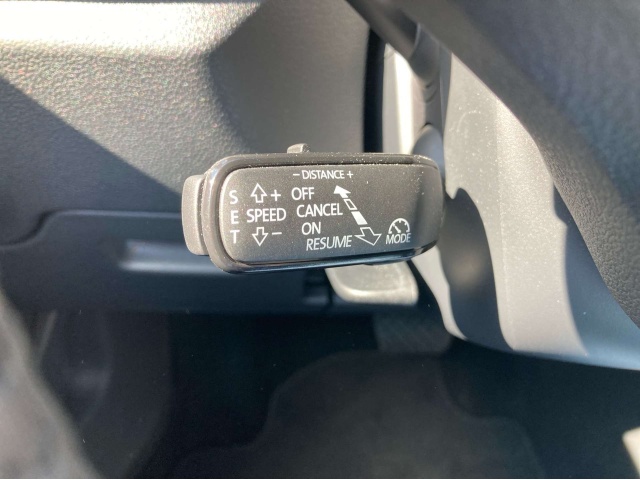 − DISTANCE +
S E T
+ OFF
SPEED CANCEL
− ON
RESUME MODE